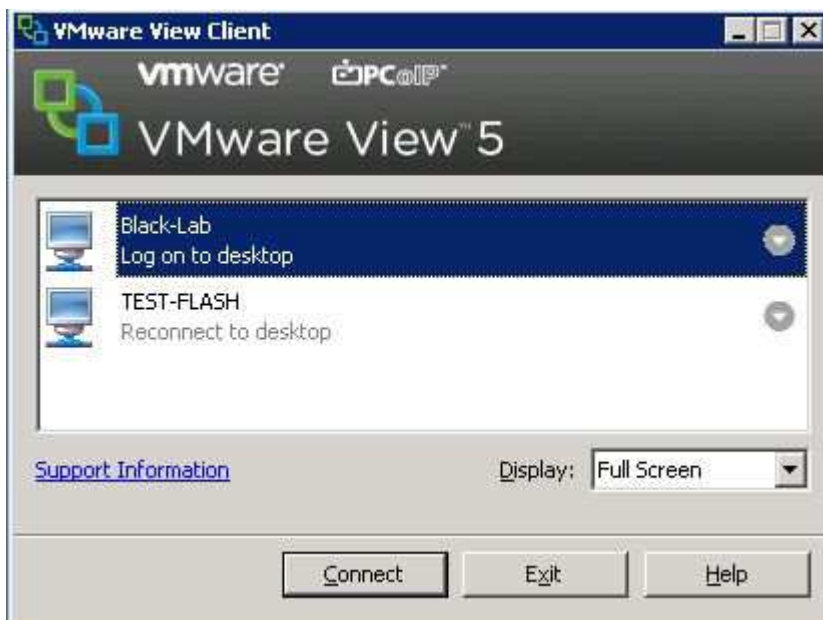 VMware View Client
vmware PCoIP
VMware View™ 5
Black-Lab
Log on to desktop
TEST-FLASH
Reconnect to desktop
Support Information
Display: Full Screen
Connect Exit Help